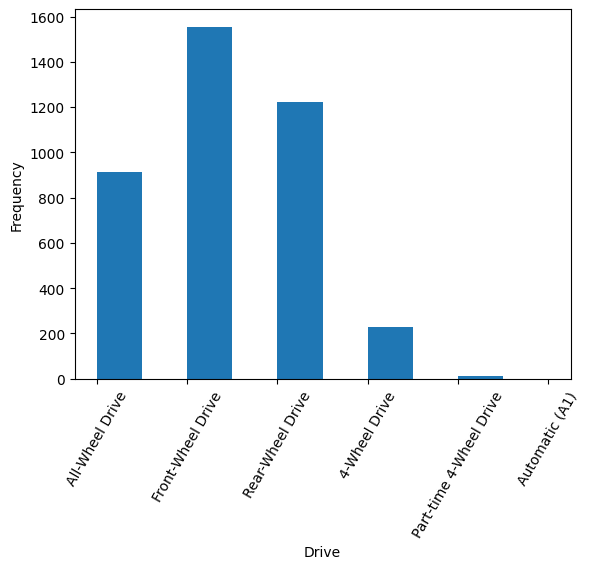 1600
1400
1200
1000
800
600
400
200
0
Frequency
All-Wheel Drive
Front-Wheel Drive
Rear-Wheel Drive
4-Wheel Drive
Part-time 4-Wheel Drive
Automatic (A1)
Drive